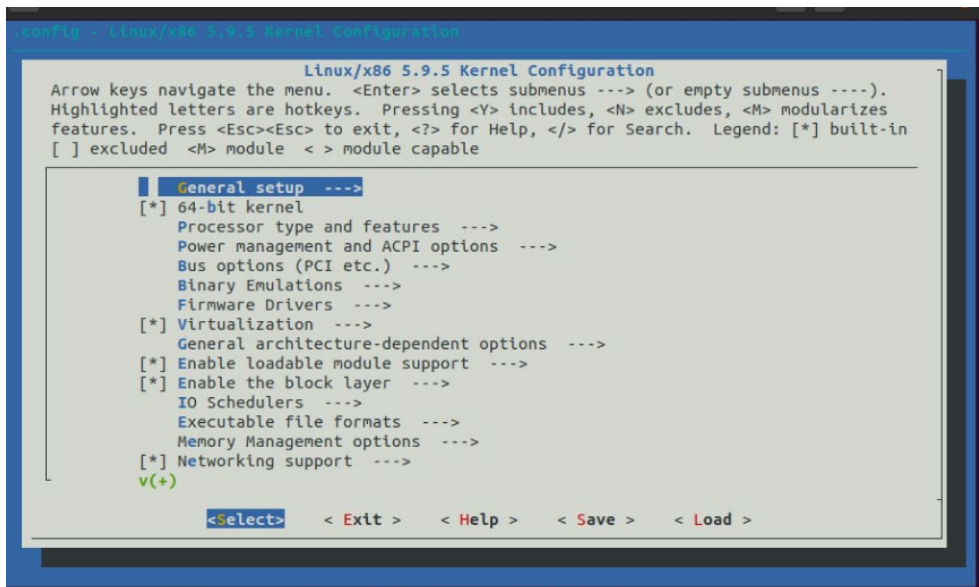 .config - Linux/x86 5.9.5 Kernel Configuration
Linux/x86 5.9.5 Kernel Configuration
Arrow keys navigate the menu.  <Enter> selects submenus ---> (or empty submenus ----).
Highlighted letters are hotkeys.  Pressing <Y> includes, <N> excludes, <M> modularizes
features.  Press <Esc><Esc> to exit, <?> for Help, </> for Search.  Legend: [*] built-in
[ ] excluded  <M> module  < > module capable
General setup  --->
[*] 64-bit kernel
Processor type and features  --->
Power management and ACPI options  --->
Bus options (PCI etc.)  --->
Binary Emulations  --->
Firmware Drivers  --->
[*] Virtualization  --->
General architecture-dependent options  --->
[*] Enable loadable module support  --->
[*] Enable the block layer  --->
IO Schedulers  --->
Executable file formats  --->
Memory Management options  --->
[*] Networking support  --->
v(+)
<Select>    < Exit >    < Help >    < Save >    < Load >